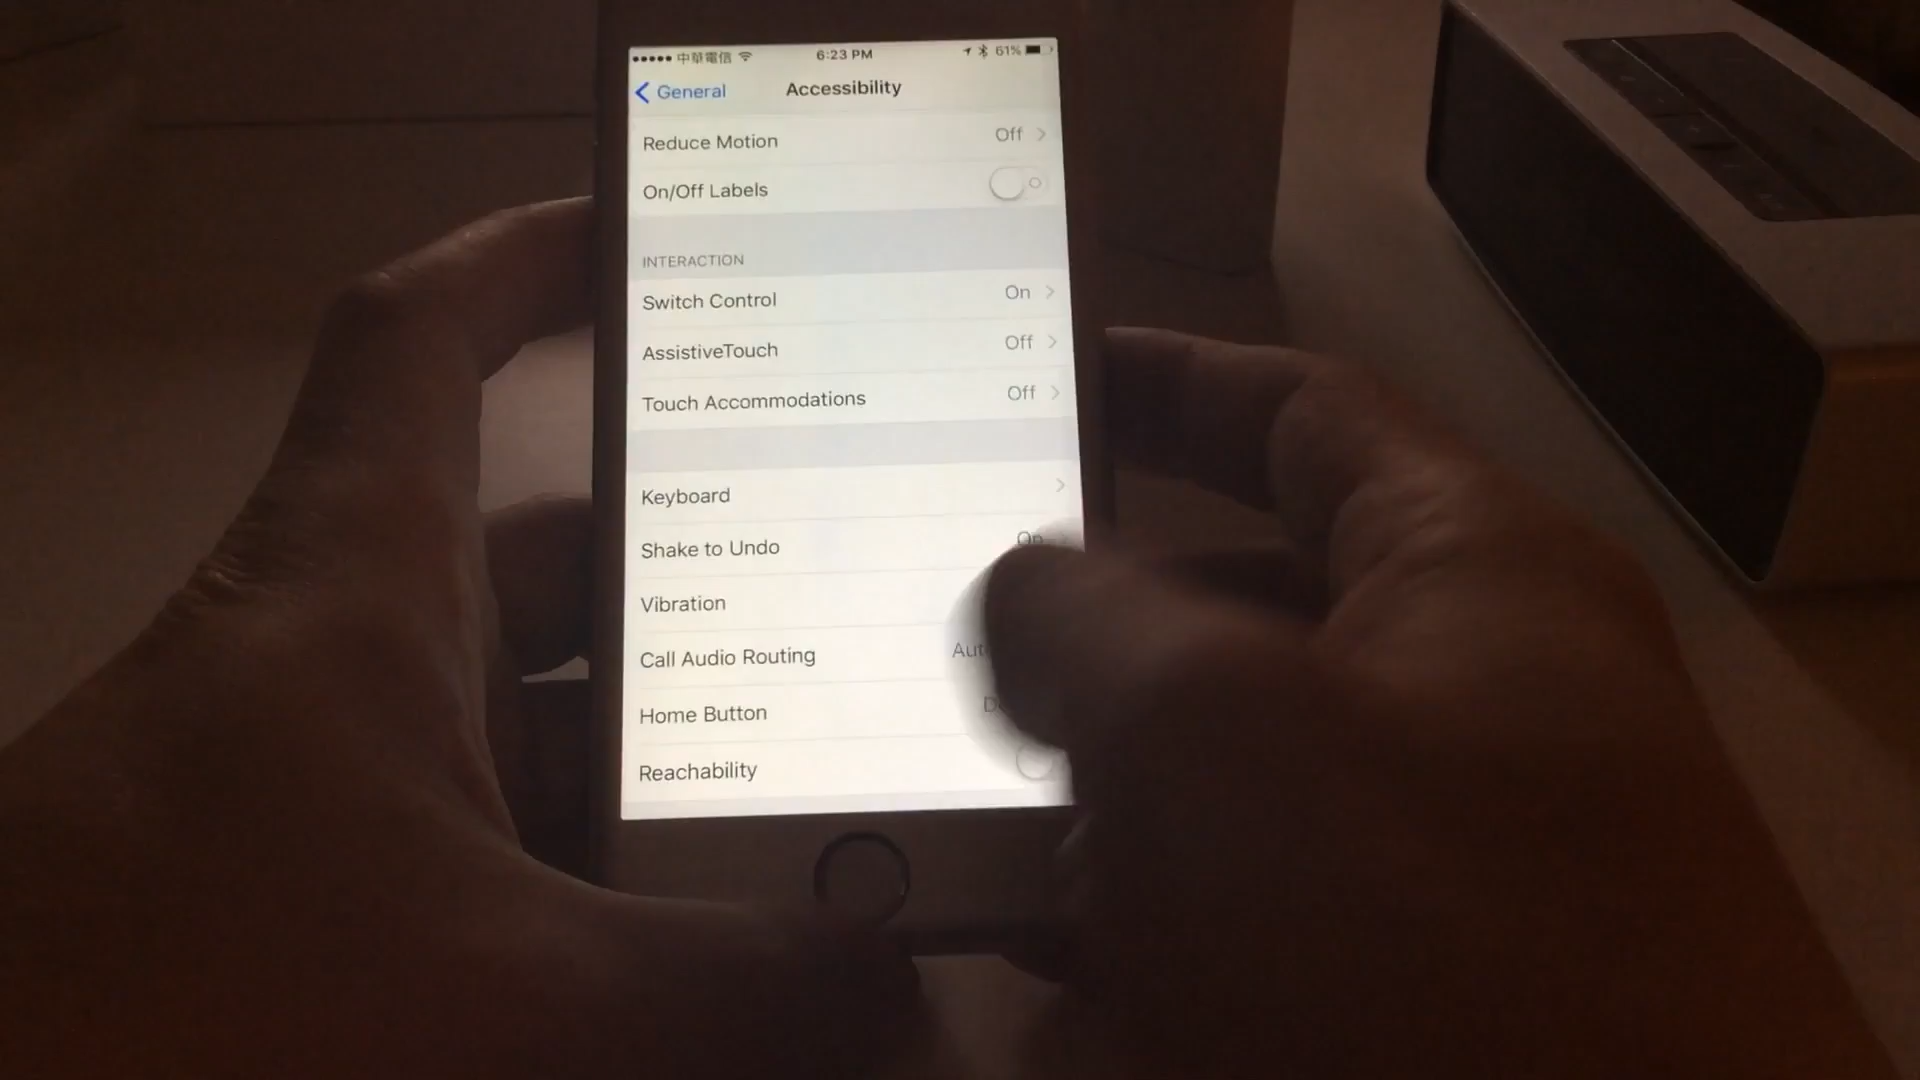 中華電信 6:23 PM 61%
General Accessibility
Reduce Motion Off
On/Off Labels
INTERACTION
Switch Control On
AssistiveTouch Off
Touch Accommodations Off
Keyboard
Shake to Undo On
Vibration
Call Audio Routing
Home Button
Reachability